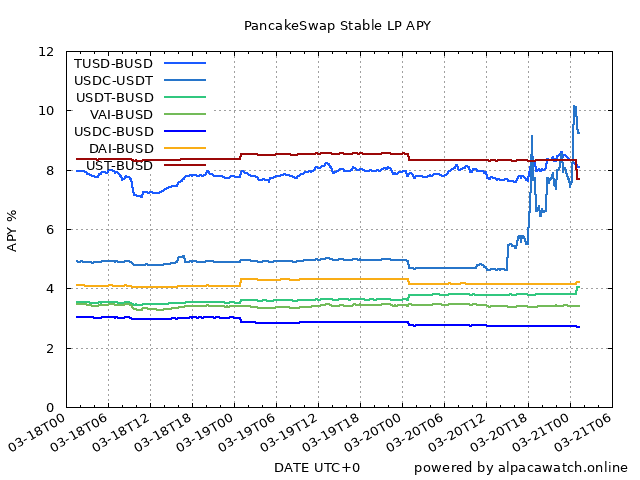 PancakeSwap Stable LP APY
12
10
8
6
4
2
0
APY %
TUSD-BUSD
USDC-USDT
USDT-BUSD
VAI-BUSD
USDC-BUSD
DAI-BUSD
UST-BUSD
03-18T00
03-18T06
03-18T12
03-18T18
03-19T00
03-19T06
03-19T12
03-19T18
03-20T00
03-20T06
03-20T12
03-20T18
03-21T00
03-21T06
DATE UTC+0
powered by alpacawatch.online